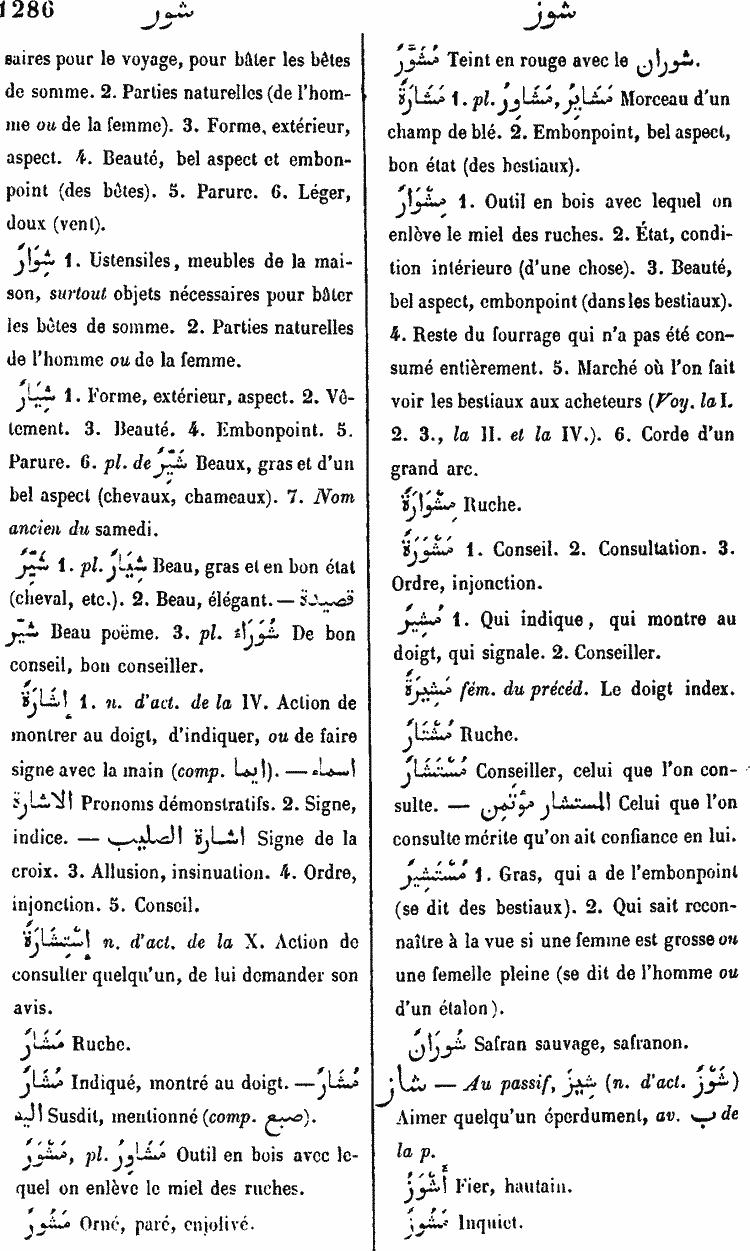 1286 شور شوز
saires pour le voyage, pour bâter les bêtes
de somme. 2. Parties naturelles (de l'hom-
me ou de la femme). 3. Forme, extérieur,
aspect. 4. Beauté, bel aspect et embon-
point (des bêtes). 5. Parure. 6. Léger,
doux (vent).
شَوَارٌ 1. Ustensiles, meubles de la mai-
son, surtout objets nécessaires pour bâter
les bêtes de somme. 2. Parties naturelles
de l'homme ou de la femme.
شِيَارٌ 1. Forme, extérieur, aspect. 2. Vê-
tement. 3. Beauté. 4. Embonpoint. 5.
Parure. 6. pl. de شَيِّرٌ Beaux, gras et d'un
bel aspect (chevaux, chameaux). 7. Nom
ancien du samedi.
شَيِّرٌ 1. pl. شِيَارٌ Beau, gras et en bon état
(cheval, etc.). 2. Beau, élégant. — قصيدة
شيّر Beau poëme. 3. pl. شُوَرَاءُ De bon
conseil, bon conseiller.
إِشَارَةٌ 1. n. d'act. de la IV. Action de
montrer au doigt, d'indiquer, ou de faire
signe avec la main (comp. ايما). — اسماء
الاشارة Pronoms démonstratifs. 2. Signe,
indice. — اشارة الصليب Signe de la
croix. 3. Allusion, insinuation. 4. Ordre,
injonction. 5. Conseil.
إِسْتِشَارَةٌ n. d'act. de la X. Action de
consulter quelqu'un, de lui demander son
avis.
مَشَارٌ Ruche.
مُشَارٌ Indiqué, montré au doigt. — مُشَارٌ
اليه Susdit, mentionné (comp. صبع).
مِشْوَرٌ, pl. مَشَاوِرُ Outil en bois avec le-
quel on enlève le miel des ruches.
مَشُورٌ Orné, paré, enjolivé.
مُشَوَّرٌ Teint en rouge avec le شوران.
مَشَارَةٌ 1. pl. مَشَاوِرُ, مَشَايِرُ Morceau d'un
champ de blé. 2. Embonpoint, bel aspect,
bon état (des bestiaux).
مِشْوَارٌ 1. Outil en bois avec lequel on
enlève le miel des ruches. 2. État, condi-
tion intérieure (d'une chose). 3. Beauté,
bel aspect, embonpoint (dans les bestiaux).
4. Reste du fourrage qui n'a pas été con-
sumé entièrement. 5. Marché où l'on fait
voir les bestiaux aux acheteurs (Voy. la I.
2. 3., la II. et la IV.). 6. Corde d'un
grand arc.
مِشْوَارَةٌ Ruche.
مَشْوَرَةٌ 1. Conseil. 2. Consultation. 3.
Ordre, injonction.
مُشِيرٌ 1. Qui indique, qui montre au
doigt, qui signale. 2. Conseiller.
مُشِيرَةٌ fém. du précéd. Le doigt index.
مُشْتَارٌ Ruche.
مُسْتَشَارٌ Conseiller, celui que l'on con-
sulte. — المستشار مؤتمن Celui que l'on
consulte mérite qu'on ait confiance en lui.
مُسْتَشِيرٌ 1. Gras, qui a de l'embonpoint
(se dit des bestiaux). 2. Qui sait recon-
naître à la vue si une femme est grosse ou
une femelle pleine (se dit de l'homme ou
d'un étalon).
شُورَانٌ Safran sauvage, safranon.
شاز — Au passif, شِيزَ (n. d'act. شَوْزٌ)
Aimer quelqu'un éperdument, av. ب de
la p.
أَشْوَزُ Fier, hautain.
مَشُوزٌ Inquiet.